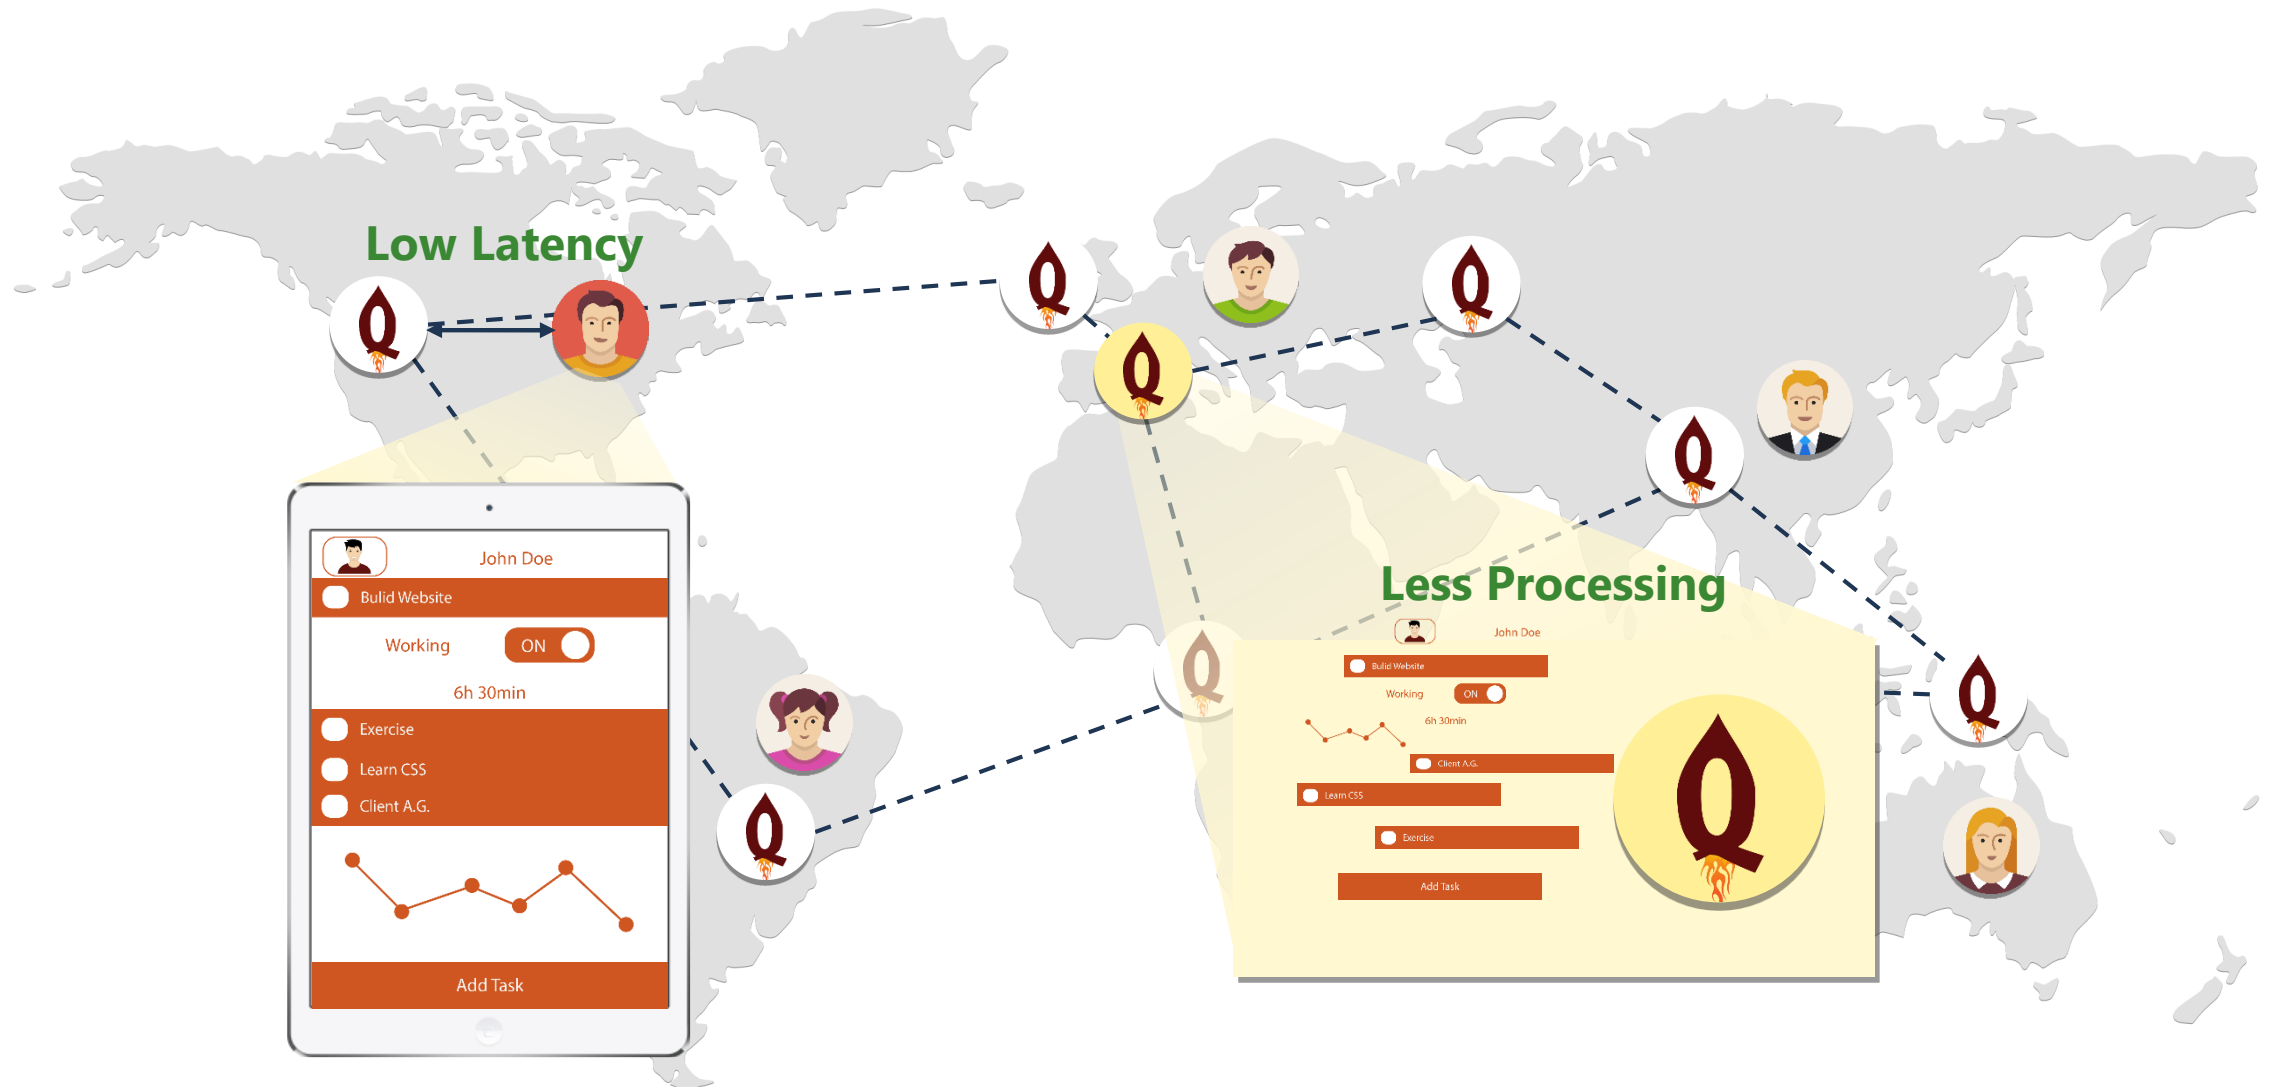 Low Latency
Q
Q
Q
Q
Q
John Doe
Bulid Website
Working
ON
6h 30min
Exercise
Learn CSS
Client A.G.
Add Task
Q
Q
Q
Less Processing
John Doe
Bulid Website
Working
ON
6h 30min
Client A.G.
Learn CSS
Exercise
Add Task
Q